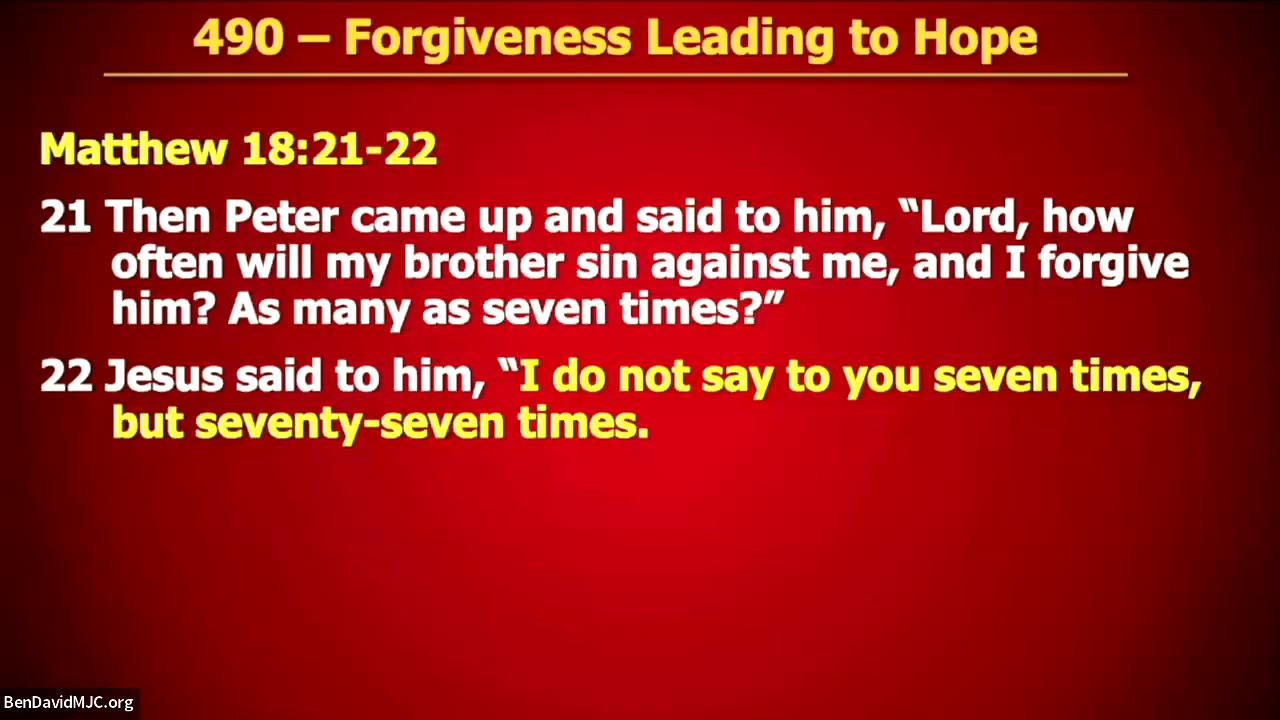 490 – Forgiveness Leading to Hope
Matthew 18:21-22
21 Then Peter came up and said to him, “Lord, how
often will my brother sin against me, and I forgive
him? As many as seven times?”
22 Jesus said to him, “I do not say to you seven times,
but seventy-seven times.
BenDavidMJC.org